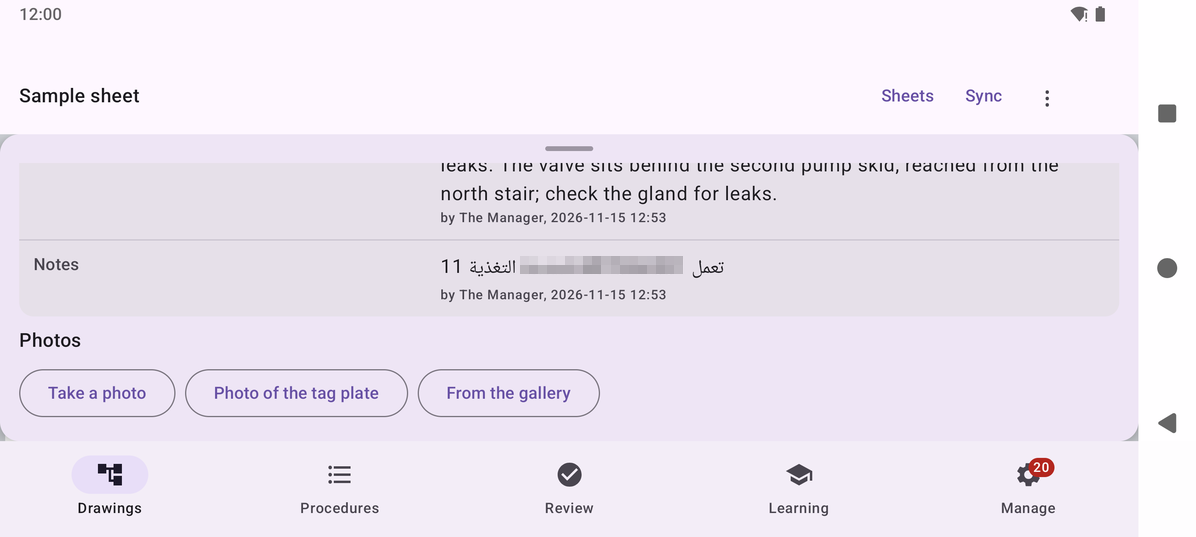 12:00
Sample sheet
Sheets
Sync
leaks. The valve sits behind the second pump skid, reached from the
north stair; check the gland for leaks.
by The Manager, 2026-11-15 12:53
Notes
تعمل التغذية 11
by The Manager, 2026-11-15 12:53
Photos
Take a photo
Photo of the tag plate
From the gallery
20
Drawings
Procedures
Review
Learning
Manage